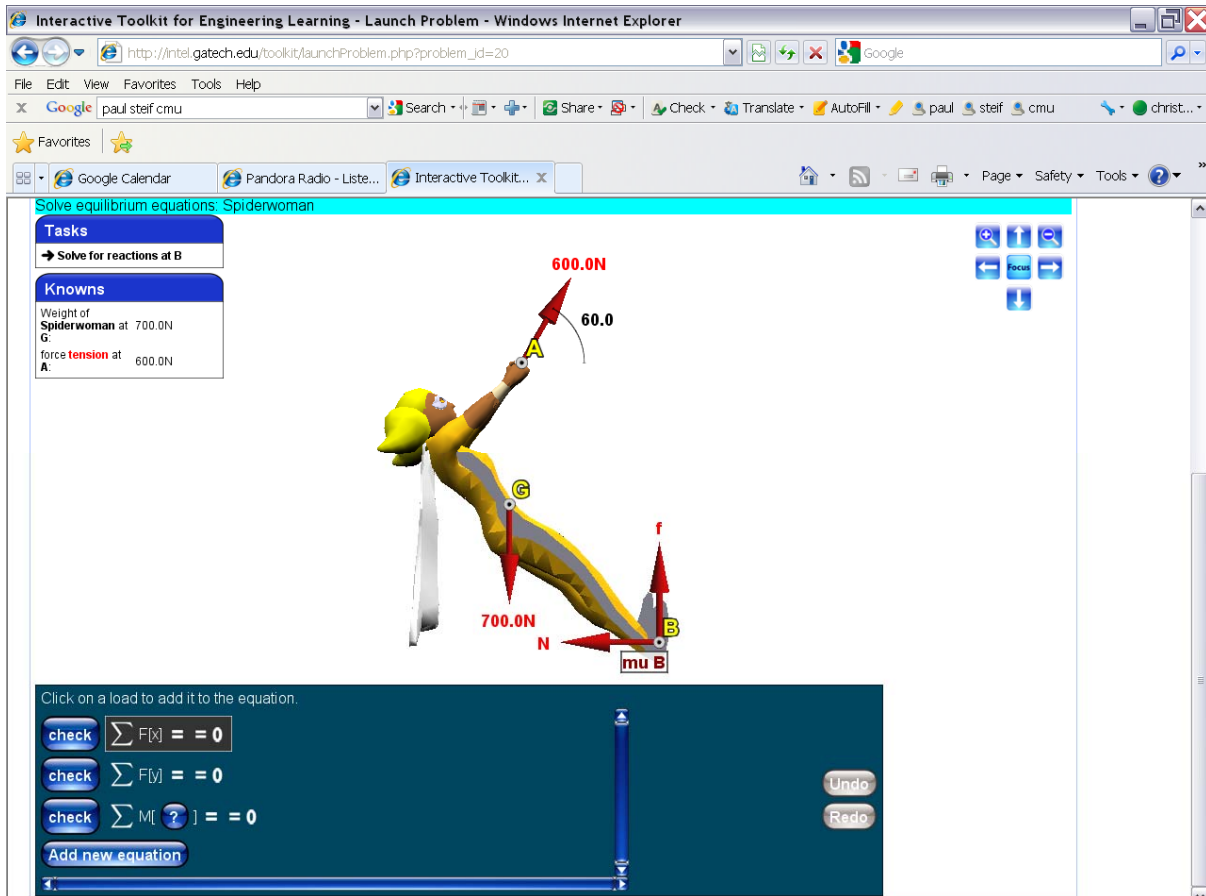 Interactive Toolkit for Engineering Learning - Launch Problem - Windows Internet Explorer
http://intel.gatech.edu/toolkit/launchProblem.php?problem_id=20
Google
File Edit View Favorites Tools Help
x Google paul steif cmu Search Share Check Translate AutoFill paul steif cmu christ...
Favorites
Google Calendar Pandora Radio - Liste... Interactive Toolkit... X Page Safety Tools »
Solve equilibrium equations: Spiderwoman
Tasks
→ Solve for reactions at B
Knowns
Weight of
Spiderwoman at 700.0N
G:
force tension at 600.0N
A:
Focus
600.0N
60.0
A
G
f
700.0N
B
N
mu B
Click on a load to add it to the equation.
check ∑ F[x] = = 0
check ∑ F[y] = = 0
check ∑ M[ ? ] = = 0
Undo
Redo
Add new equation